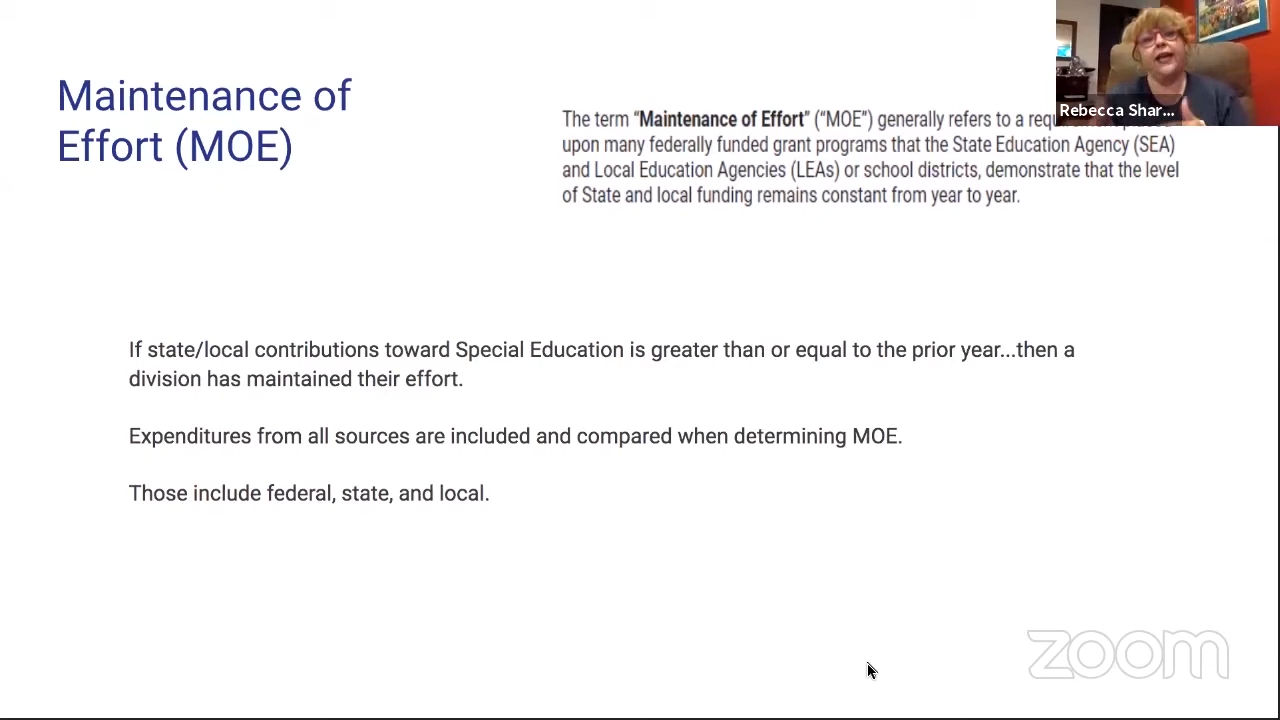 Maintenance of
Effort (MOE)
Rebecca Shar...
The term “Maintenance of Effort” (“MOE”) generally refers to a
upon many federally funded grant programs that the State Education Agency (SEA)
and Local Education Agencies (LEAs) or school districts, demonstrate that the level
of State and local funding remains constant from year to year.
If state/local contributions toward Special Education is greater than or equal to the prior year...then a
division has maintained their effort.
Expenditures from all sources are included and compared when determining MOE.
Those include federal, state, and local.
zoom